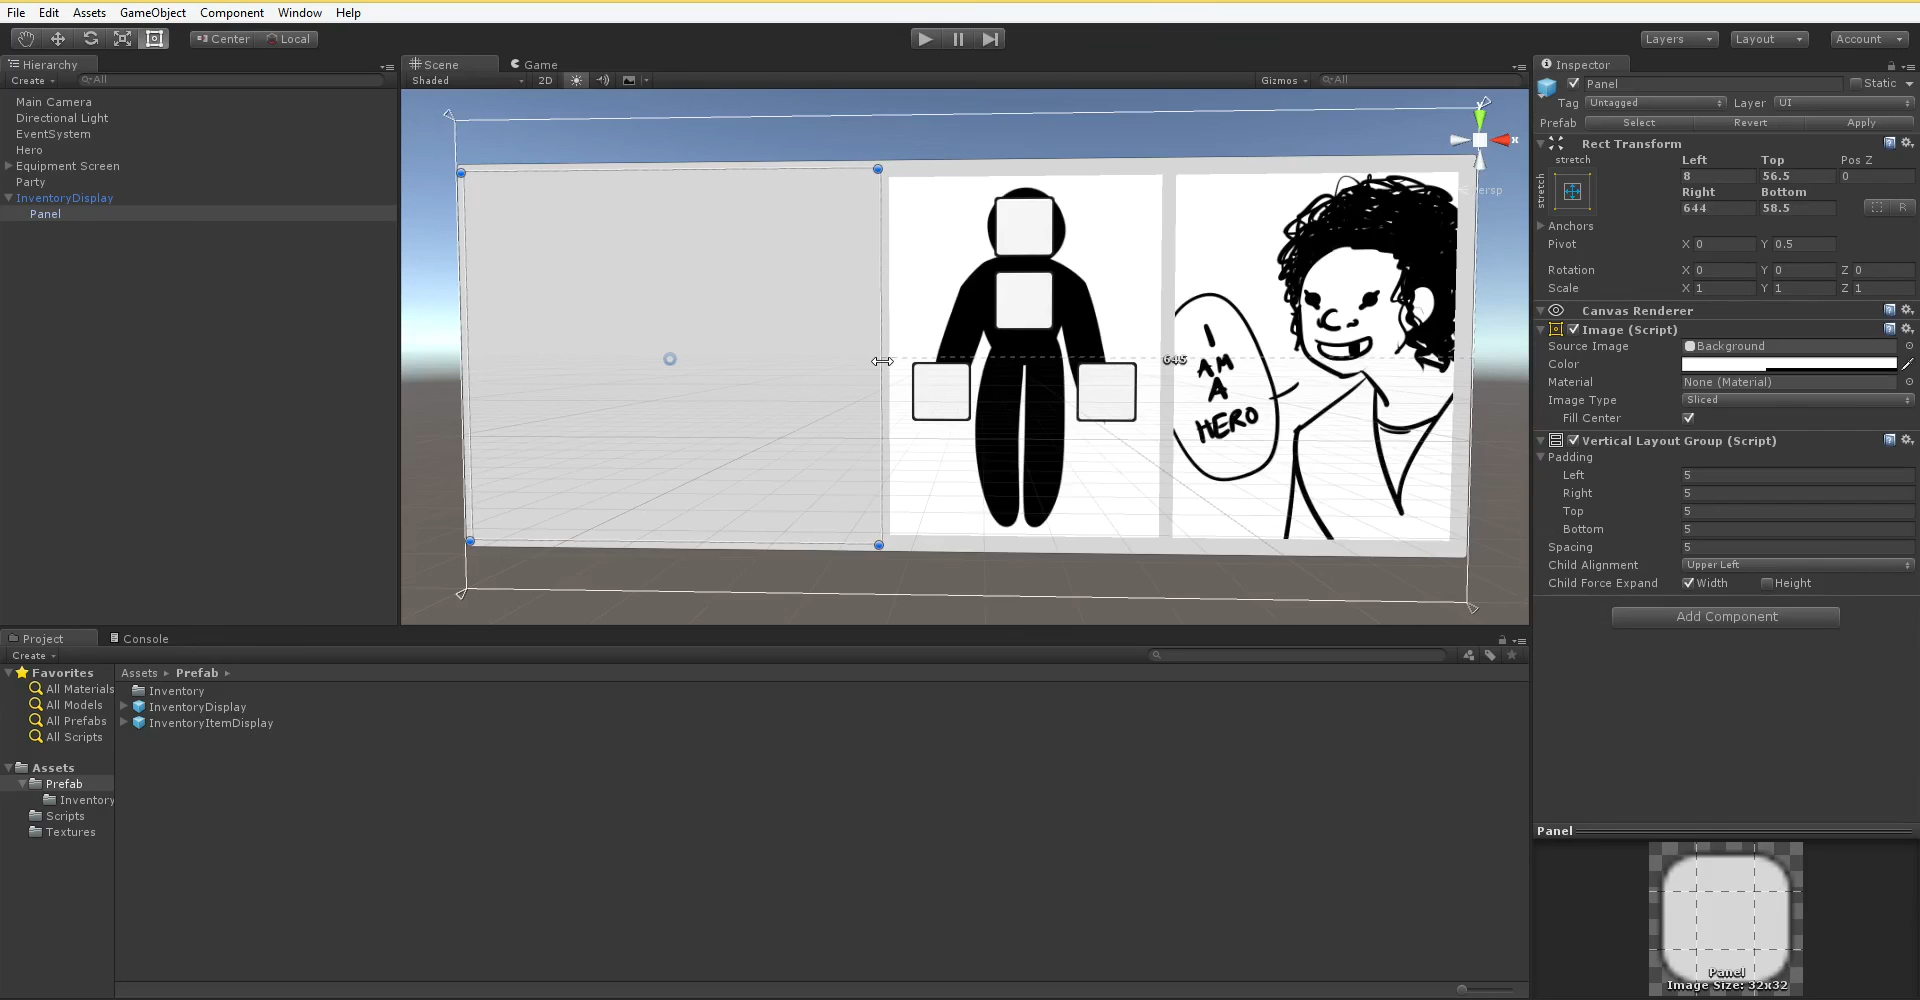 File Edit Assets GameObject Component Window Help
Center Local
Layers Layout Account
Hierarchy
Create All
Main Camera
Directional Light
EventSystem
Hero
Equipment Screen
Party
InventoryDisplay
Panel
Scene Game
Shaded 2D Gizmos All
y
x
Persp
645
I
AM
A
HERO
Inspector
Panel Static
Tag Untagged Layer UI
Prefab Select Revert Apply
Rect Transform
stretch Left Top Pos Z
stretch 8 56.5 0
Right Bottom
644 58.5 R
Anchors
Pivot X 0 Y 0.5
Rotation X 0 Y 0 Z 0
Scale X 1 Y 1 Z 1
Canvas Renderer
Image (Script)
Source Image Background
Color
Material None (Material)
Image Type Sliced
Fill Center
Vertical Layout Group (Script)
Padding
Left 5
Right 5
Top 5
Bottom 5
Spacing 5
Child Alignment Upper Left
Child Force Expand Width Height
Add Component
Project Console
Create
Favorites
All Materials
All Models
All Prefabs
All Scripts
Assets
Prefab
Inventory
Scripts
Textures
Assets Prefab
Inventory
InventoryDisplay
InventoryItemDisplay
Panel
Panel
Image Size: 32x32